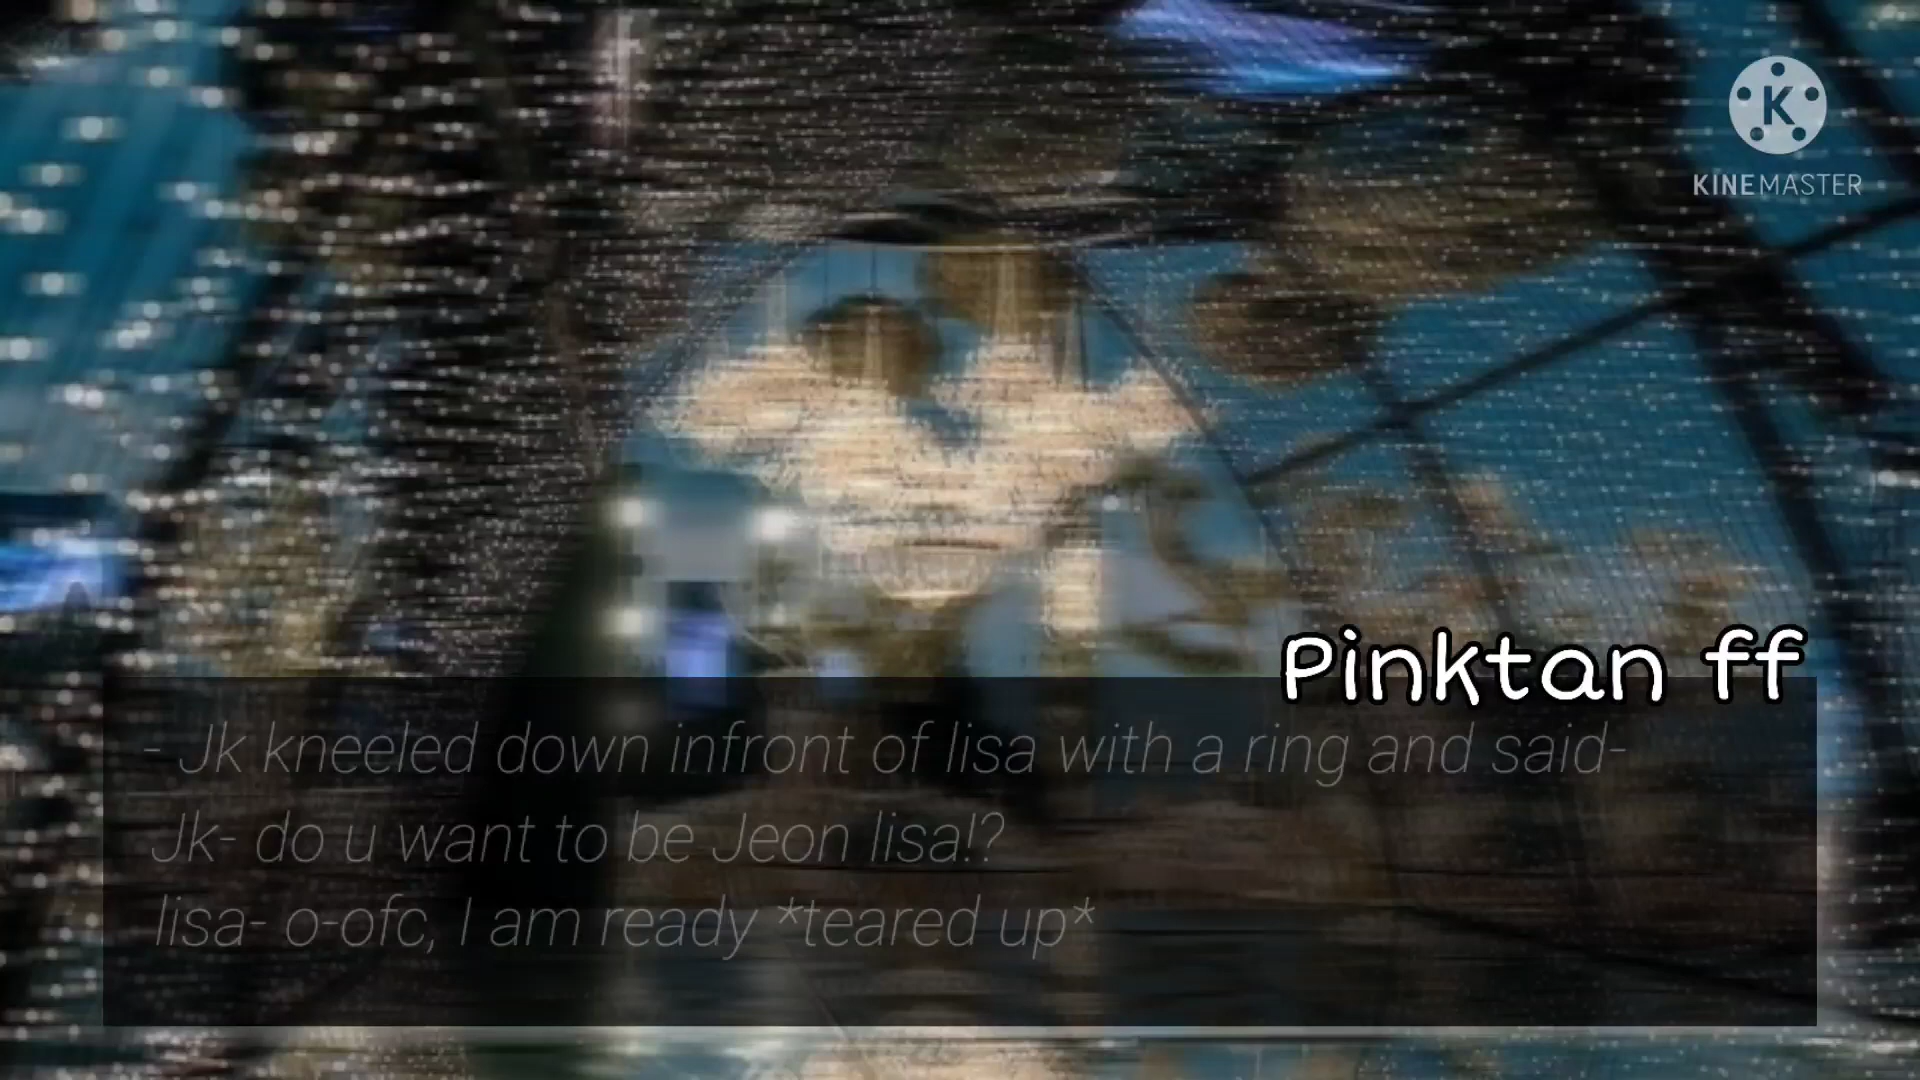 KINEMASTER
Pinktan ff
- Jk kneeled down infront of lisa with a ring and said-
Jk- do u want to be Jeon lisa!?
lisa- o-ofc, I am ready *teared up*